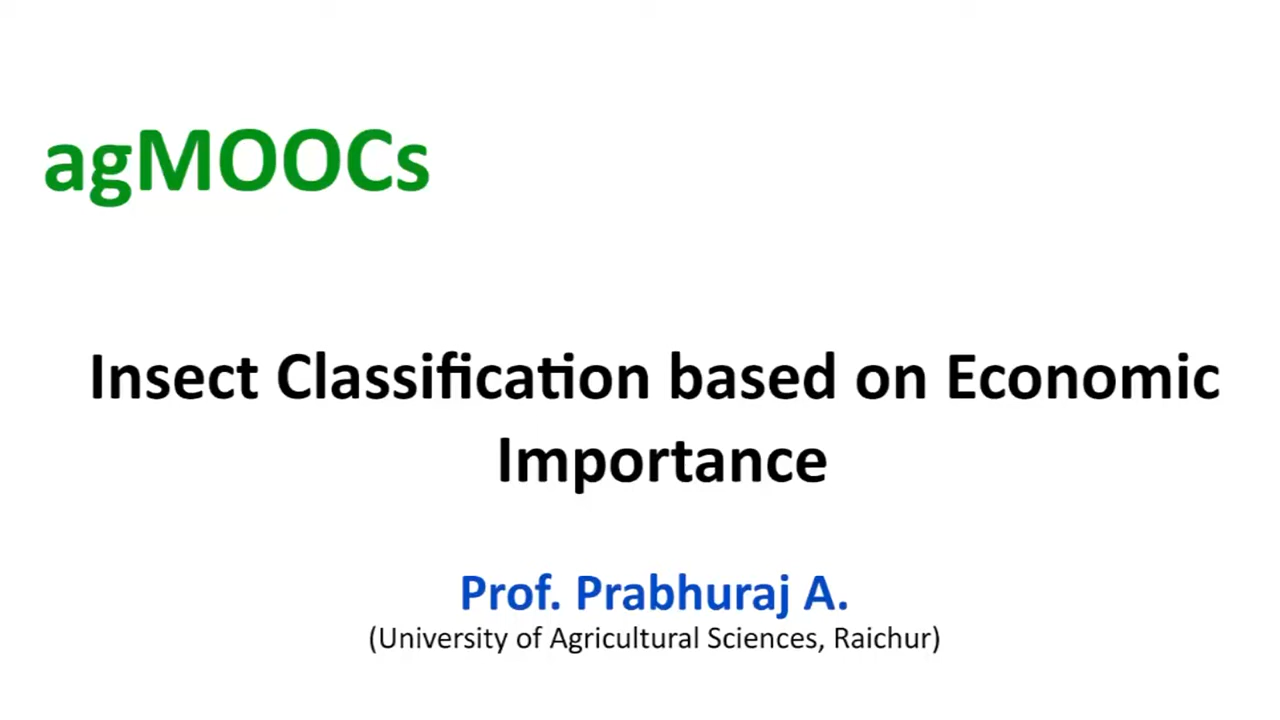 agMOOCs
Insect Classification based on Economic
Importance
Prof. Prabhuraj A.
(University of Agricultural Sciences, Raichur)